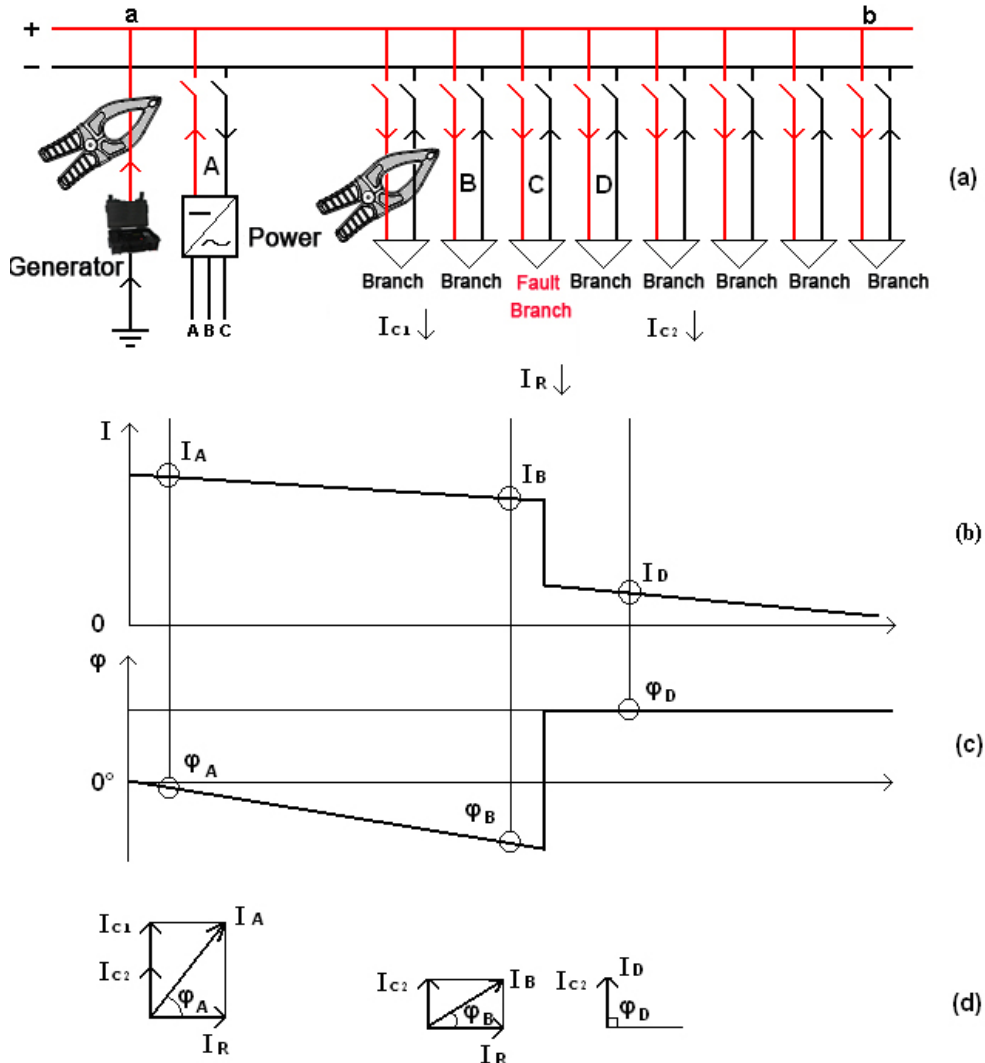 a b
+
−
A B C D (a)
Generator Power
Branch Branch Fault Branch Branch Branch Branch Branch
Branch
A B C
IC1 IC2
IR
I
IA IB
(b)
ID
0
φ
φD
(c)
φA
0°
φB
IC1 IA
IC2 IC2 IB IC2 ID
φA φB φD (d)
IR IR